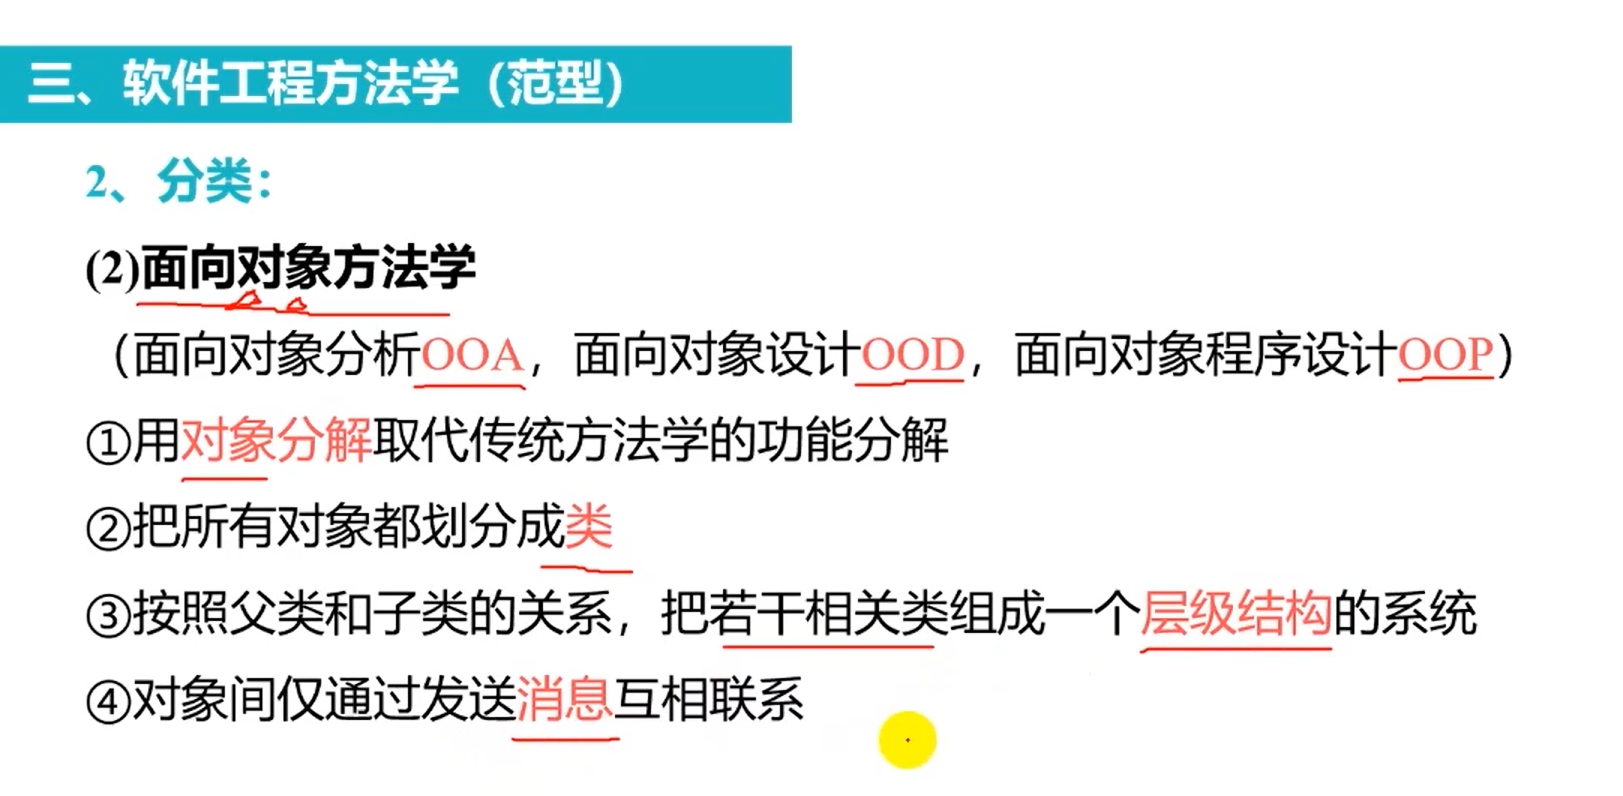 三、软件工程方法学（范型）
2、分类：
(2)面向对象方法学
（面向对象分析OOA，面向对象设计OOD，面向对象程序设计OOP）
①用对象分解取代传统方法学的功能分解
②把所有对象都划分成类
③按照父类和子类的关系，把若干相关类组成一个层级结构的系统
④对象间仅通过发送消息互相联系